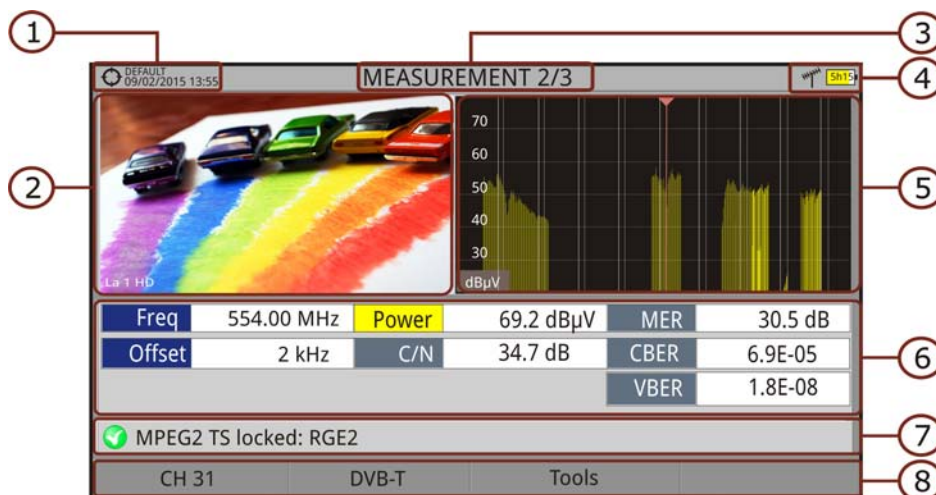 1
3
DEFAULT
09/02/2015 13:55
MEASUREMENT 2/3
5h15
4
2
La 1 HD
70
60
50
40
30
dBµV
5
Freq 554.00 MHz Power 69.2 dBµV MER 30.5 dB
Offset 2 kHz C/N 34.7 dB CBER 6.9E-05
VBER 1.8E-08
6
MPEG2 TS locked: RGE2
7
CH 31 DVB-T Tools
8